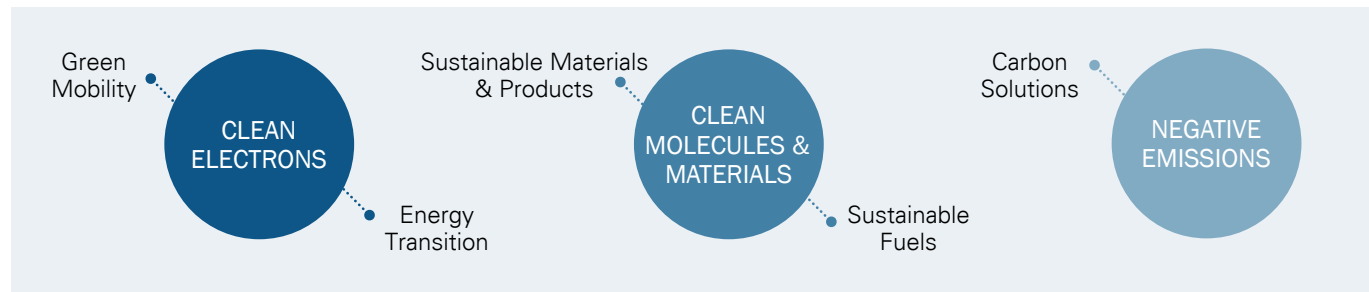 Green
Mobility
CLEAN
ELECTRONS
Energy
Transition
Sustainable Materials
& Products
CLEAN
MOLECULES &
MATERIALS
Sustainable
Fuels
Carbon
Solutions
NEGATIVE
EMISSIONS